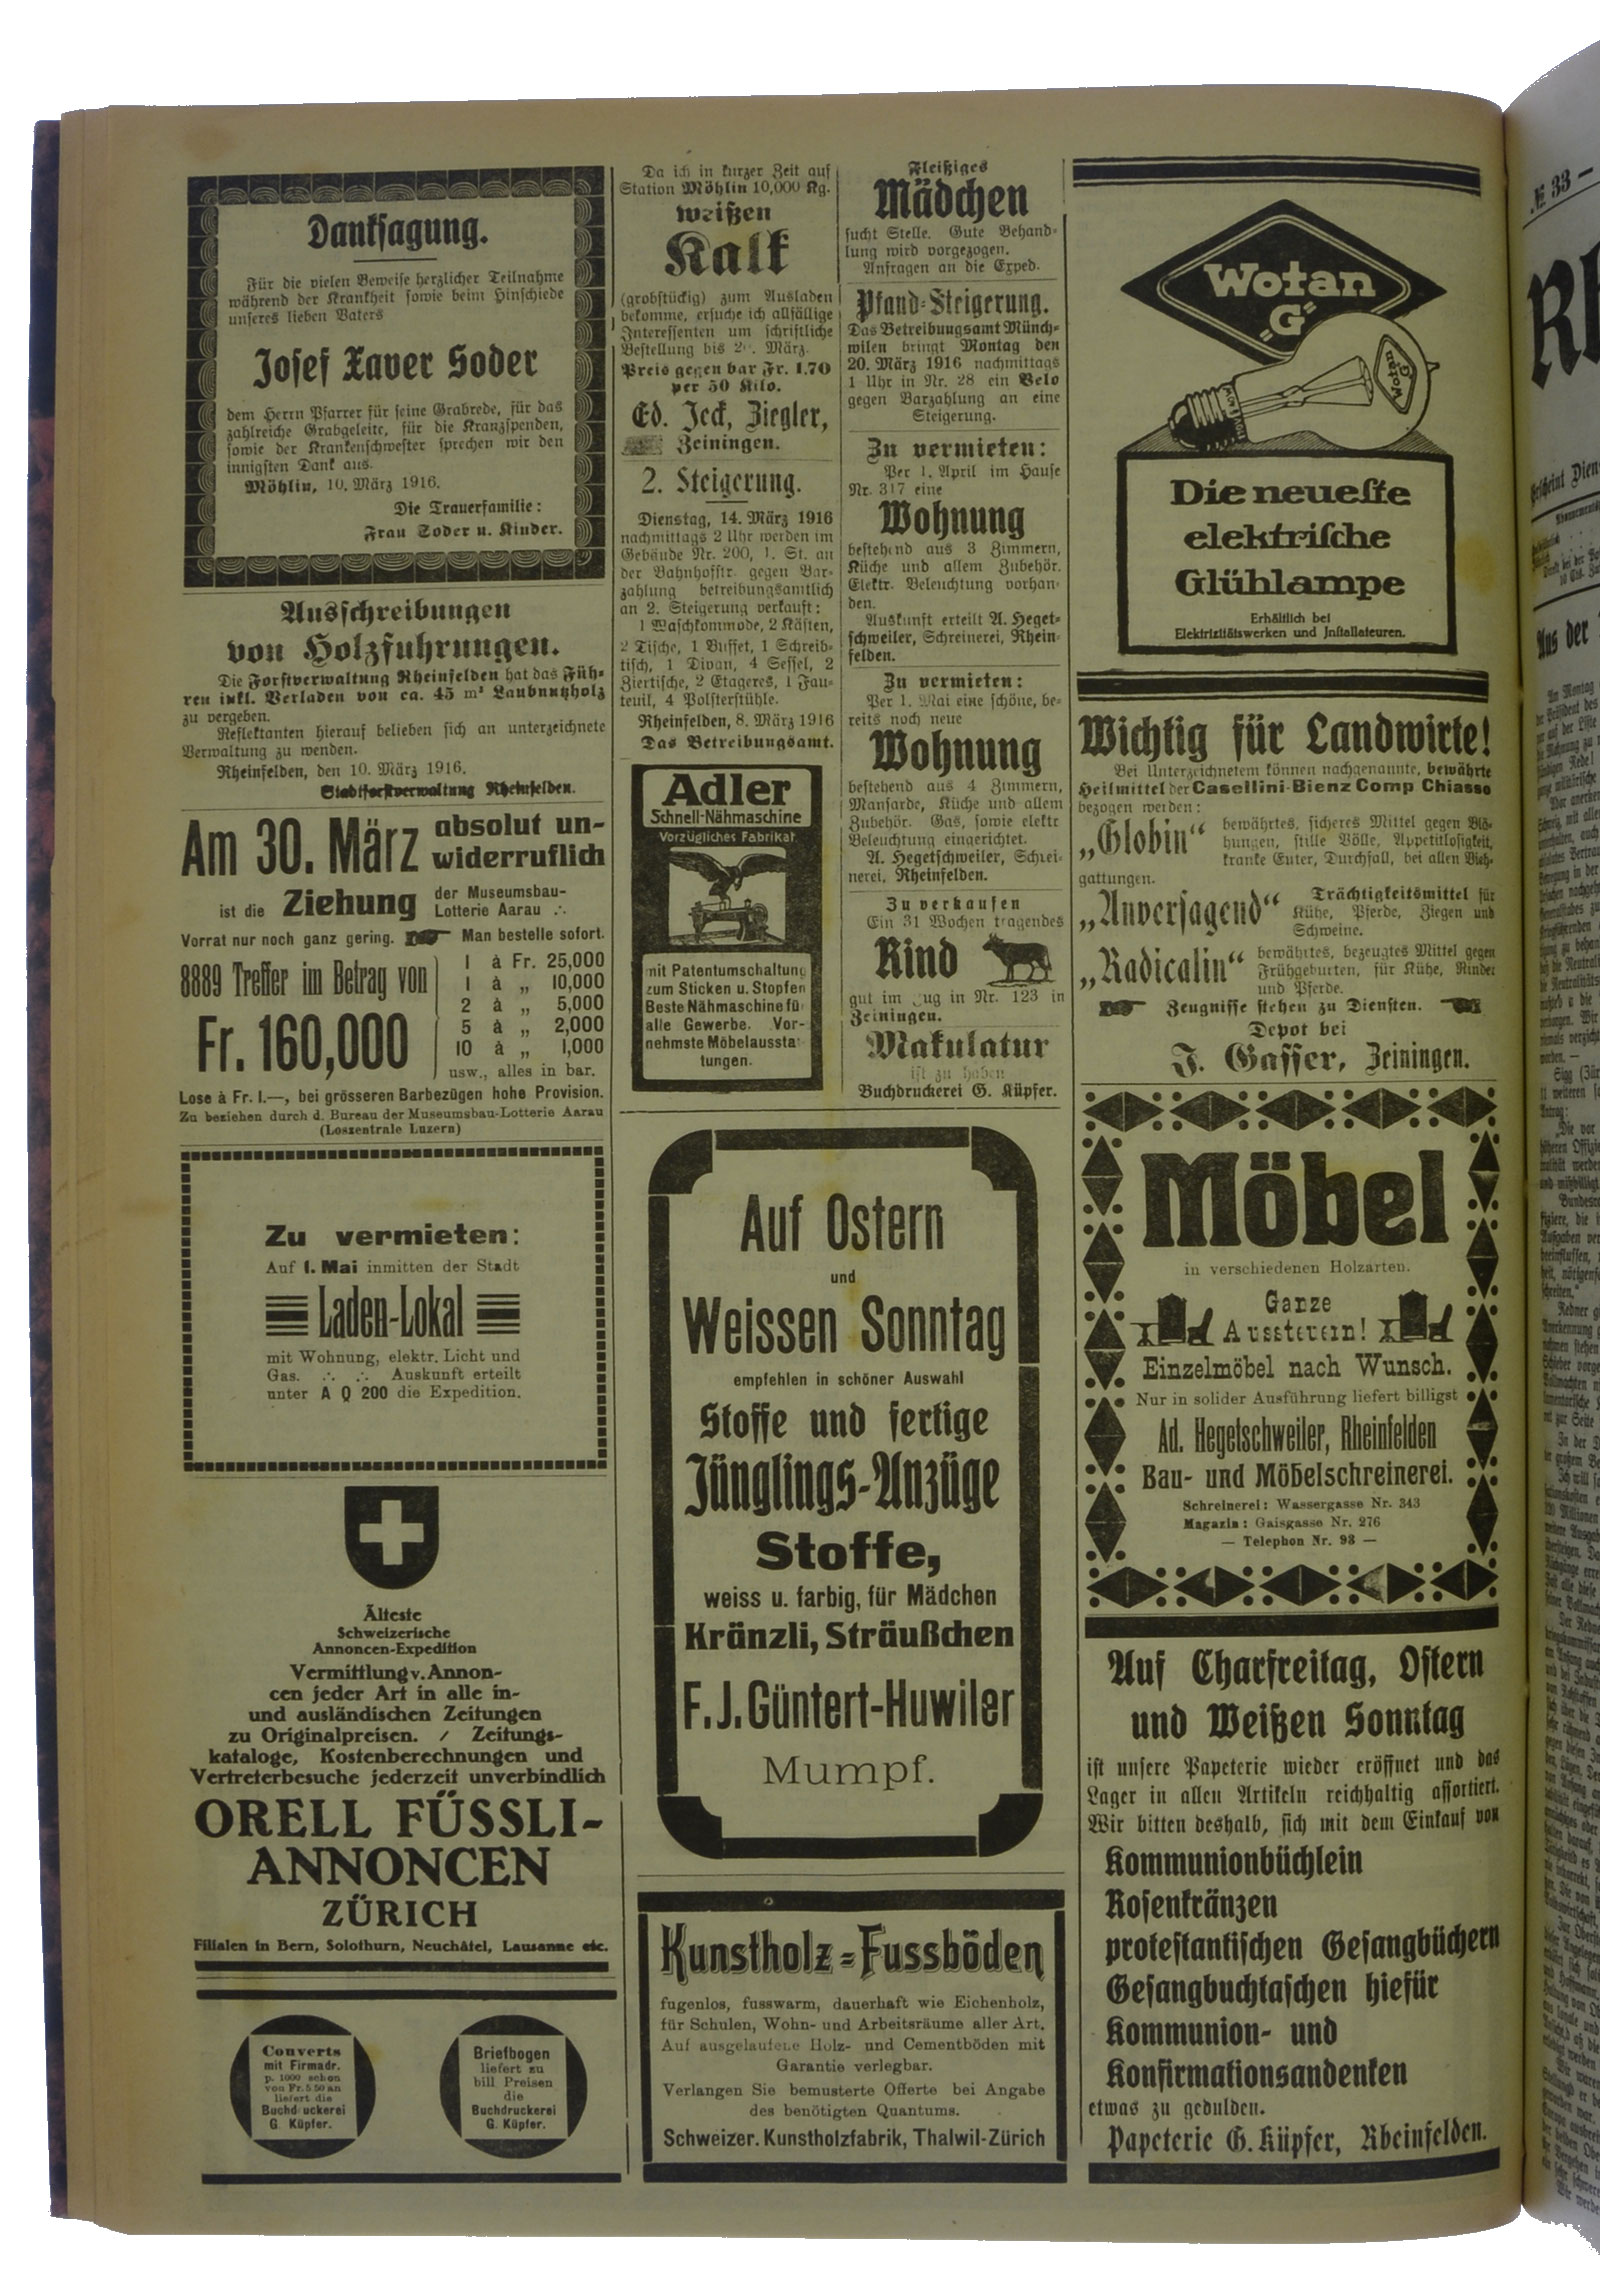 Danksagung.
Für die vielen Beweise herzlicher Teilnahme
während der Krankheit sowie beim Hinschiede
unseres lieben Vaters
Josef Xaver Soder
dem Herrn Pfarrer für seine Grabrede, für das
zahlreiche Grabgeleite, für die Kranzspenden,
sowie der Krankenschwester sprechen wir den
innigsten Dank aus.
Möhlin, 10. März 1916.
Die Trauerfamilie:
Frau Soder u. Kinder.
Ausschreibungen
von Holzfuhrungen.
Die Forstverwaltung Rheinfelden hat das Füh-
ren inkl. Verladen von ca. 45 m³ Laubnutzholz
zu vergeben.
Reflektanten hierauf belieben sich an unterzeichnete
Verwaltung zu wenden.
Rheinfelden, den 10. März 1916.
Stadtforstverwaltung Rheinfelden.
Am 30. März absolut un-
widerruflich
ist die Ziehung der Museumsbau-
Lotterie Aarau ∴
Vorrat nur noch ganz gering. Man bestelle sofort.
8889 Treffer im Betrag von
Fr. 160,000
1 à Fr. 25,000
1 à „ 10,000
2 à „ 5,000
5 à „ 2,000
10 à „ 1,000
usw., alles in bar.
Lose à Fr. 1.—, bei grösseren Barbezügen hohe Provision.
Zu beziehen durch d. Bureau der Museumsbau-Lotterie Aarau
(Loszentrale Luzern)
Zu vermieten:
Auf 1. Mai inmitten der Stadt
Laden-Lokal
mit Wohnung, elektr. Licht und
Gas. ∴ ∴ Auskunft erteilt
unter A Q 200 die Expedition.
Älteste
Schweizerische
Annoncen-Expedition
Vermittlung v. Annon-
cen jeder Art in alle in-
und ausländischen Zeitungen
zu Originalpreisen. / Zeitungs-
kataloge, Kostenberechnungen und
Vertreterbesuche jederzeit unverbindlich
ORELL FÜSSLI-
ANNONCEN
ZÜRICH
Filialen in Bern, Solothurn, Neuchâtel, Lausanne etc.
Couverts
mit Firmadr.
p. 1000 schon
von Fr. 5.50 an
liefert die
Buchdruckerei
G. Küpfer.
Briefbogen
liefert zu
bill. Preisen
die
Buchdruckerei
G. Küpfer.
Da ich in kurzer Zeit auf
Station Möhlin 10,000 Kg.
weißen
Kalk
(grobstückig) zum Ausladen
bekomme, ersuche ich allfällige
Interessenten um schriftliche
Bestellung bis März.
Preis gegen bar Fr. 1.70
per 50 Kilo.
Ed. Jeck, Ziegler,
Zeiningen.
2. Steigerung.
Dienstag, 14. März 1916
nachmittags 2 Uhr werden im
Gebäude Nr. 200, 1. St. an
der Bahnhofstr. gegen Bar-
zahlung betreibungsamtlich
an 2. Steigerung verkauft:
1 Waschkommode, 2 Kästen,
2 Tische, 1 Buffet, 1 Schreib-
tisch, 1 Divan, 4 Sessel, 2
Ziertische, 2 Etageres, 1 Fau-
teuil, 4 Polsterstühle.
Rheinfelden, 8. März 1916
Das Betreibungsamt.
Adler
Schnell-Nähmaschine
Vorzügliches Fabrikat
mit Patentumschaltung
zum Sticken u. Stopfen
Beste Nähmaschine fü
alle Gewerbe. Vor-
nehmste Möbelaussta
tungen.
Fleißiges
Mädchen
sucht Stelle. Gute Behand-
lung wird vorgezogen.
Anfragen an die Exped.
Pfand-Steigerung.
Das Betreibungsamt Münch-
wilen bringt Montag den
20. März 1916 nachmittags
1 Uhr in Nr. 28 ein Velo
gegen Barzahlung an eine
Steigerung.
Zu vermieten:
Per 1. April im Hause
Nr. 317 eine
Wohnung
bestehend aus 3 Zimmern,
Küche und allem Zubehör.
Elektr. Beleuchtung vorhan-
den.
Auskunft erteilt A. Heget-
schweiler, Schreinerei, Rhein-
felden.
Zu vermieten:
Per 1. Mai eine schöne, be-
reits noch neue
Wohnung
bestehend aus 4 Zimmern,
Mansarde, Küche und allem
Zubehör. Gas, sowie elektr
Beleuchtung eingerichtet.
A. Hegetschweiler, Schrei-
nerei, Rheinfelden.
Zu verkaufen
Ein 31 Wochen tragendes
Rind
gut im Zug in Nr. 123 in
Zeiningen.
Makulatur
ist zu haben
Buchdruckerei G. Küpfer.
Auf Ostern
und
Weissen Sonntag
empfehlen in schöner Auswahl
Stoffe und fertige
Jünglings-Anzüge
Stoffe,
weiss u. farbig, für Mädchen
Kränzli, Sträußchen
F. J. Güntert-Huwiler
Mumpf.
Kunstholz-Fussböden
fugenlos, fusswarm, dauerhaft wie Eichenholz,
für Schulen, Wohn- und Arbeitsräume aller Art.
Auf ausgelaufene Holz- und Cementböden mit
Garantie verlegbar.
Verlangen Sie bemusterte Offerte bei Angabe
des benötigten Quantums.
Schweizer. Kunstholzfabrik, Thalwil-Zürich
Wotan
„G“
Wotan
G
Die neueste
elektrische
Glühlampe
Erhältlich bei
Elektrizitätswerken und Installateuren.
Wichtig für Landwirte!
Bei Unterzeichnetem können nachgenannte, bewährte
Heilmittel der Casellini-Bienz Comp Chiasso
bezogen werden:
„Globin“ bewährtes, sicheres Mittel gegen Blä-
hungen, stille Völle, Appetitlosigkeit,
kranke Euter, Durchfall, bei allen Vieh-
gattungen.
„Anversagend“ Trächtigkeitsmittel für
Kühe, Pferde, Ziegen und
Schweine.
„Radicalin“ bewährtes, bezeugtes Mittel gegen
Frühgeburten, für Kühe, Rinder
und Pferde.
Zeugnisse stehen zu Diensten.
Depot bei
J. Gasser, Zeiningen.
Möbel
in verschiedenen Holzarten.
Ganze
Aussteuern!
Einzelmöbel nach Wunsch.
Nur in solider Ausführung liefert billigst
Ad. Hegetschweiler, Rheinfelden
Bau- und Möbelschreinerei.
Schreinerei: Wassergasse Nr. 343
Magazin: Gaisgasse Nr. 276
— Telephon Nr. 93 —
Auf Charfreitag, Ostern
und Weißen Sonntag
ist unsere Papeterie wieder eröffnet und das
Lager in allen Artikeln reichhaltig assortiert.
Wir bitten deshalb, sich mit dem Einkauf von
Kommunionbüchlein
Rosenkränzen
protestantischen Gesangbüchern
Gesangbuchtaschen hiefür
Kommunion- und
Konfirmationsandenken
etwas zu gedulden.
Papeterie G. Küpfer, Rheinfelden.
№ 33 —
Aus der